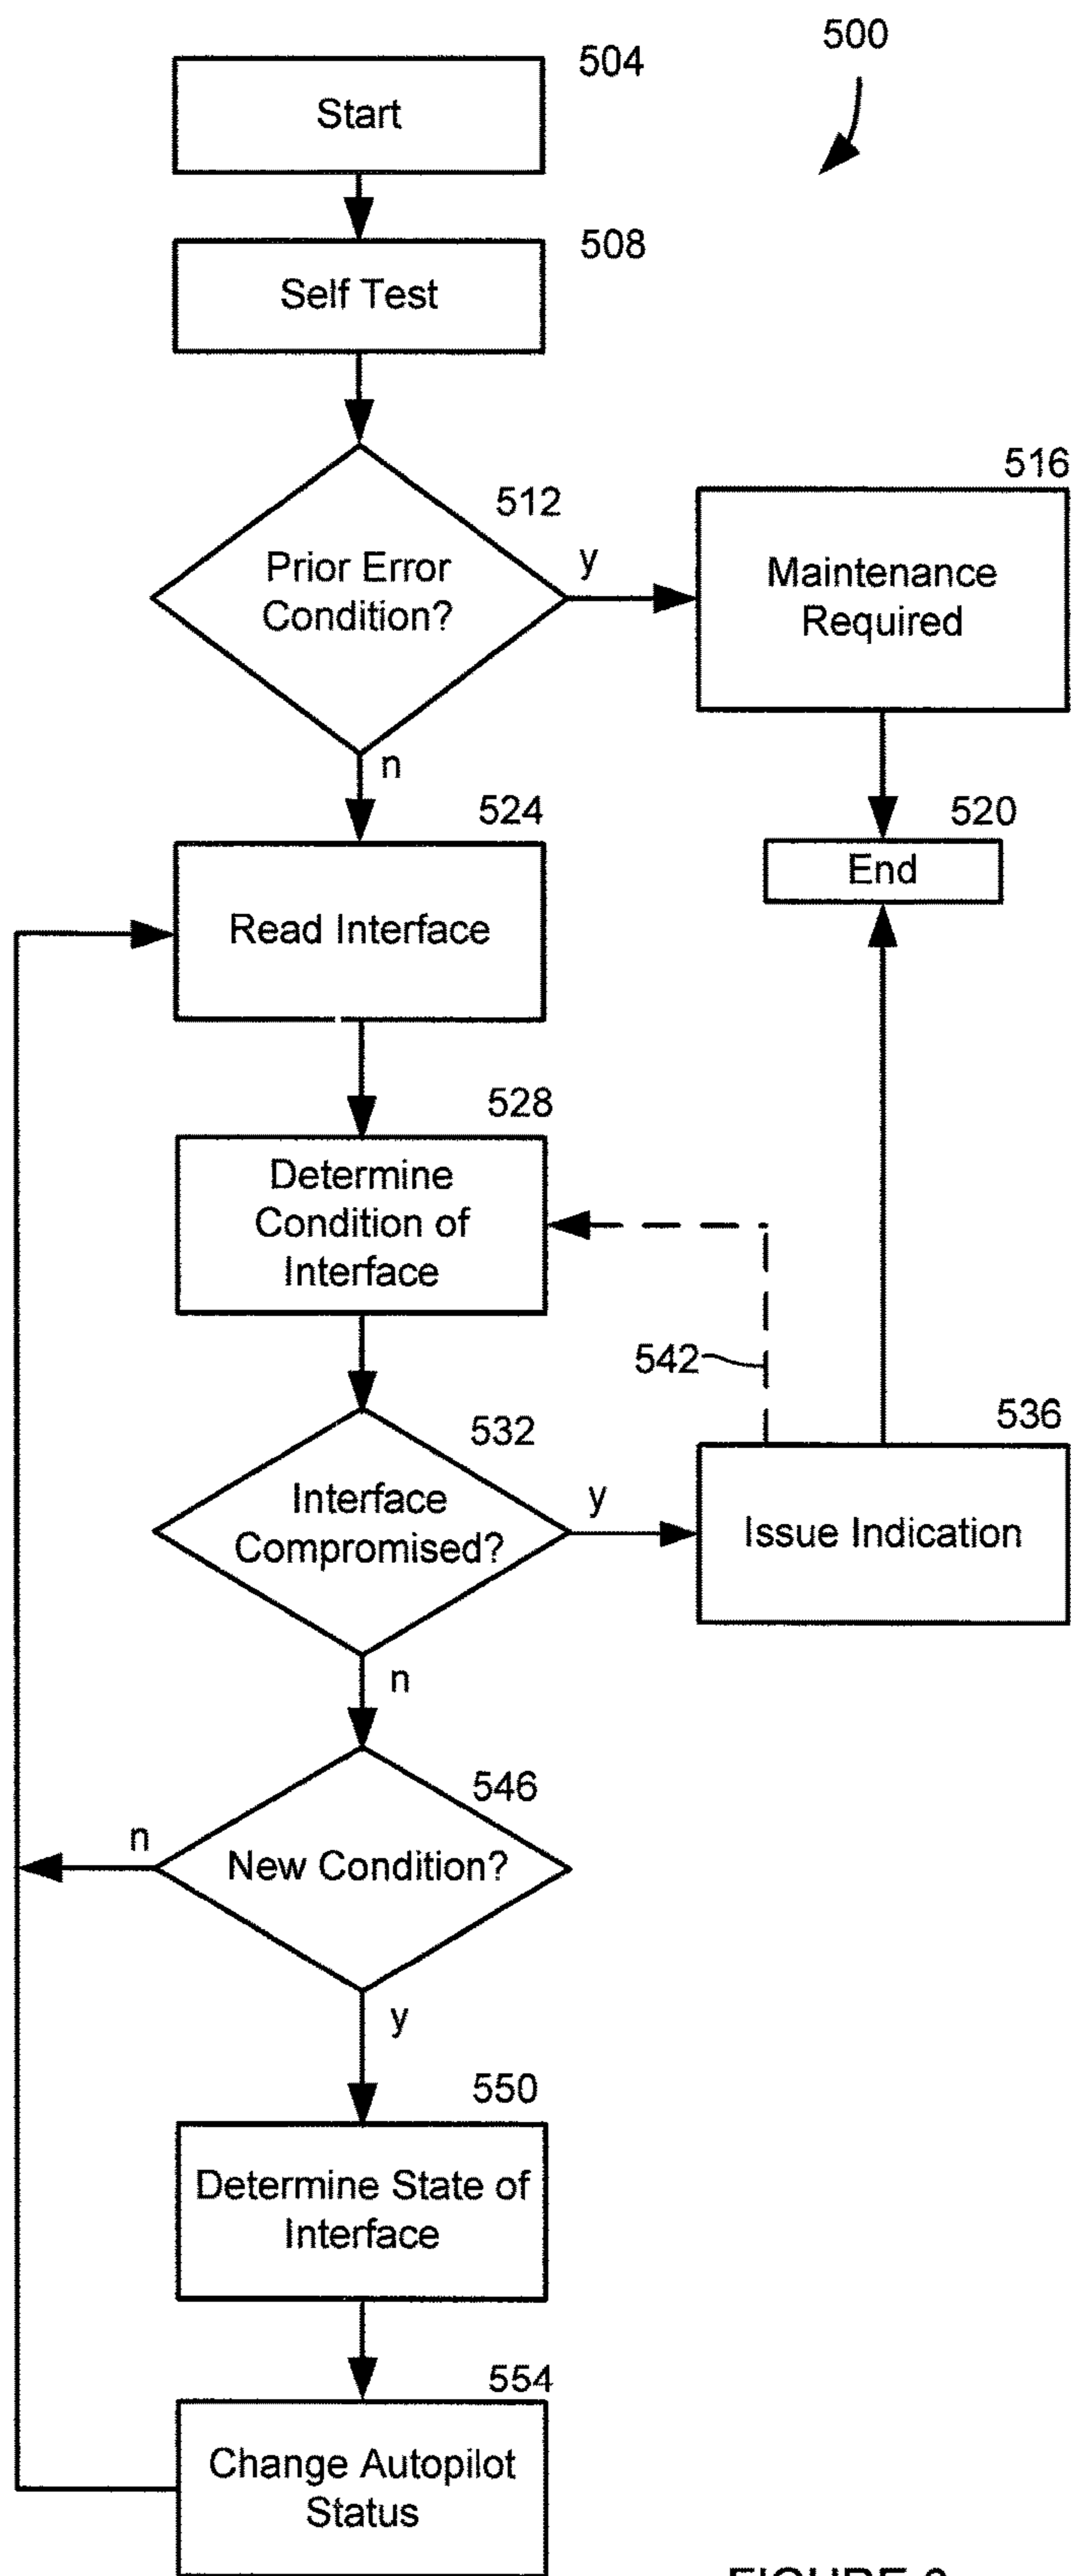 500
504
Start
508
Self Test
512
Prior Error
Condition?
y
n
516
Maintenance
Required
520
End
524
Read Interface
528
Determine
Condition of
Interface
542
532
Interface
Compromised?
y
n
536
Issue Indication
546
New Condition?
n
y
550
Determine State of
Interface
554
Change Autopilot
Status